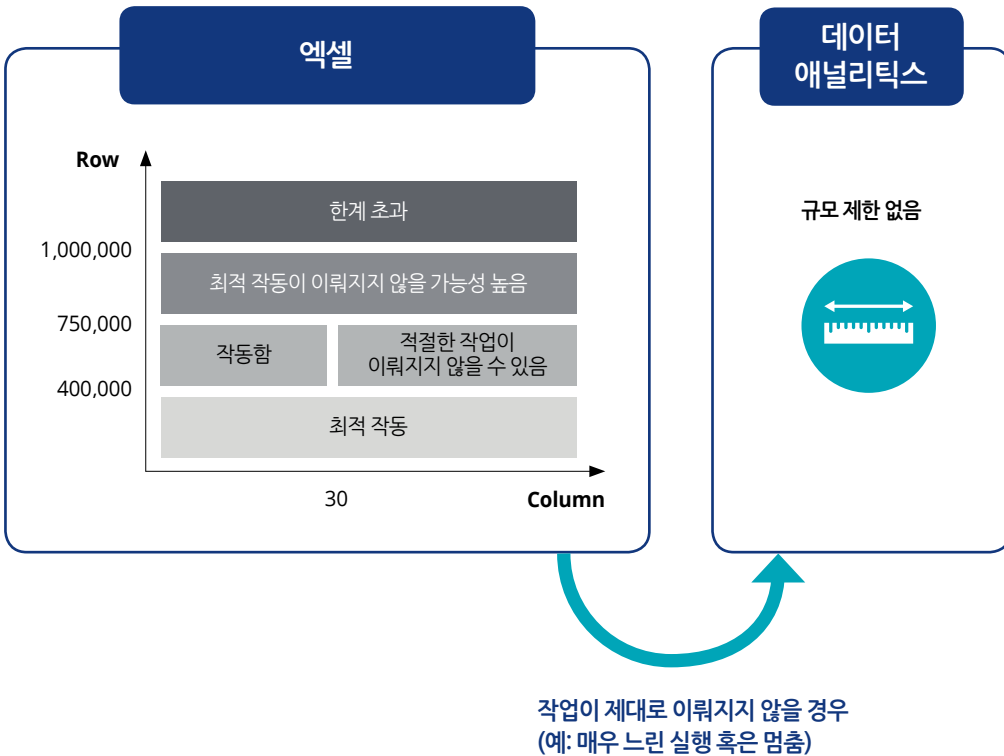 엑셀
데이터
애널리틱스
Row
한계 초과
1,000,000
최적 작동이 이뤄지지 않을 가능성 높음
750,000
작동함
적절한 작업이
이뤄지지 않을 수 있음
400,000
최적 작동
30
Column
규모 제한 없음
작업이 제대로 이뤄지지 않을 경우
(예: 매우 느린 실행 혹은 멈춤)